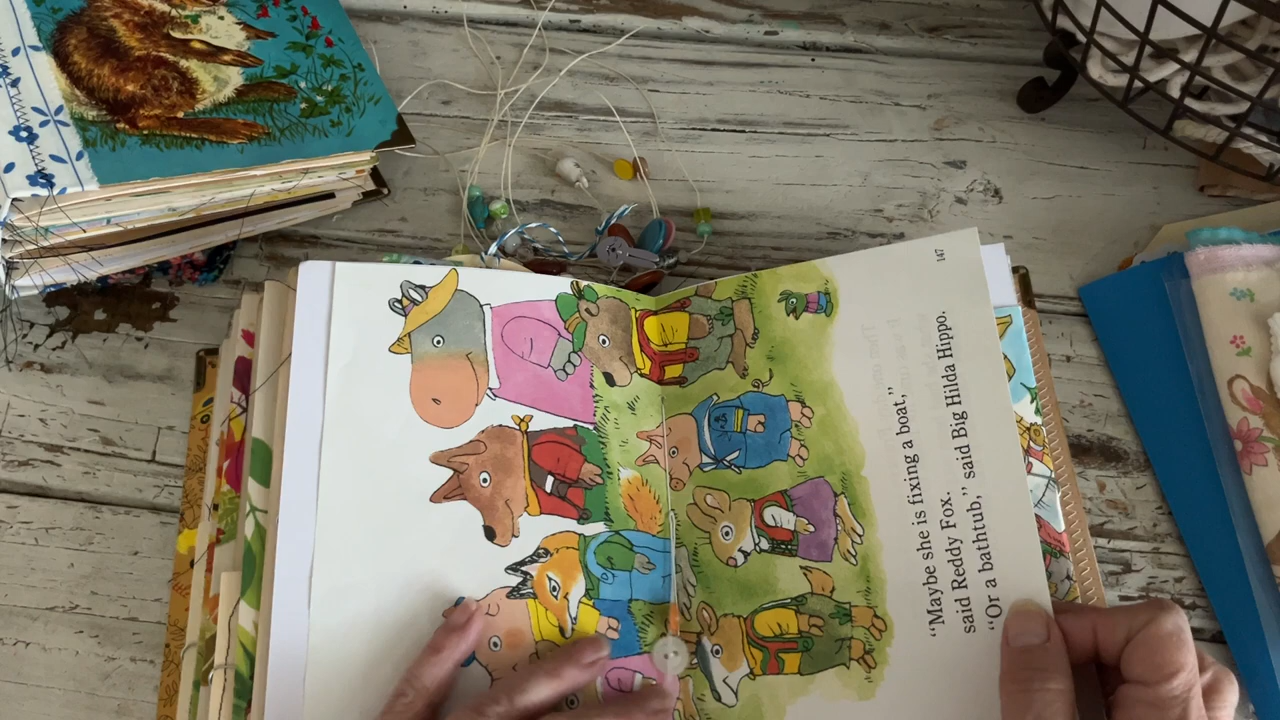 147
“Maybe she is fixing a boat,”
said Reddy Fox.
“Or a bathtub,” said Big Hilda Hippo.